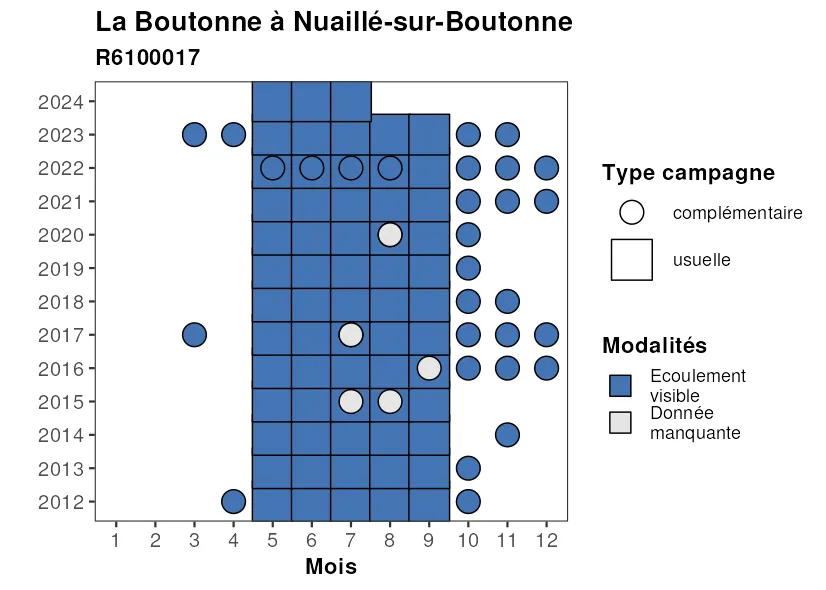 La Boutonne à Nuaillé-sur-Boutonne
R6100017
2024
2023
2022
2021
2020
2019
2018
2017
2016
2015
2014
2013
2012
1 2 3 4 5 6 7 8 9 10 11 12
Mois
Type campagne
complémentaire
usuelle
Modalités
Ecoulement
visible
Donnée
manquante